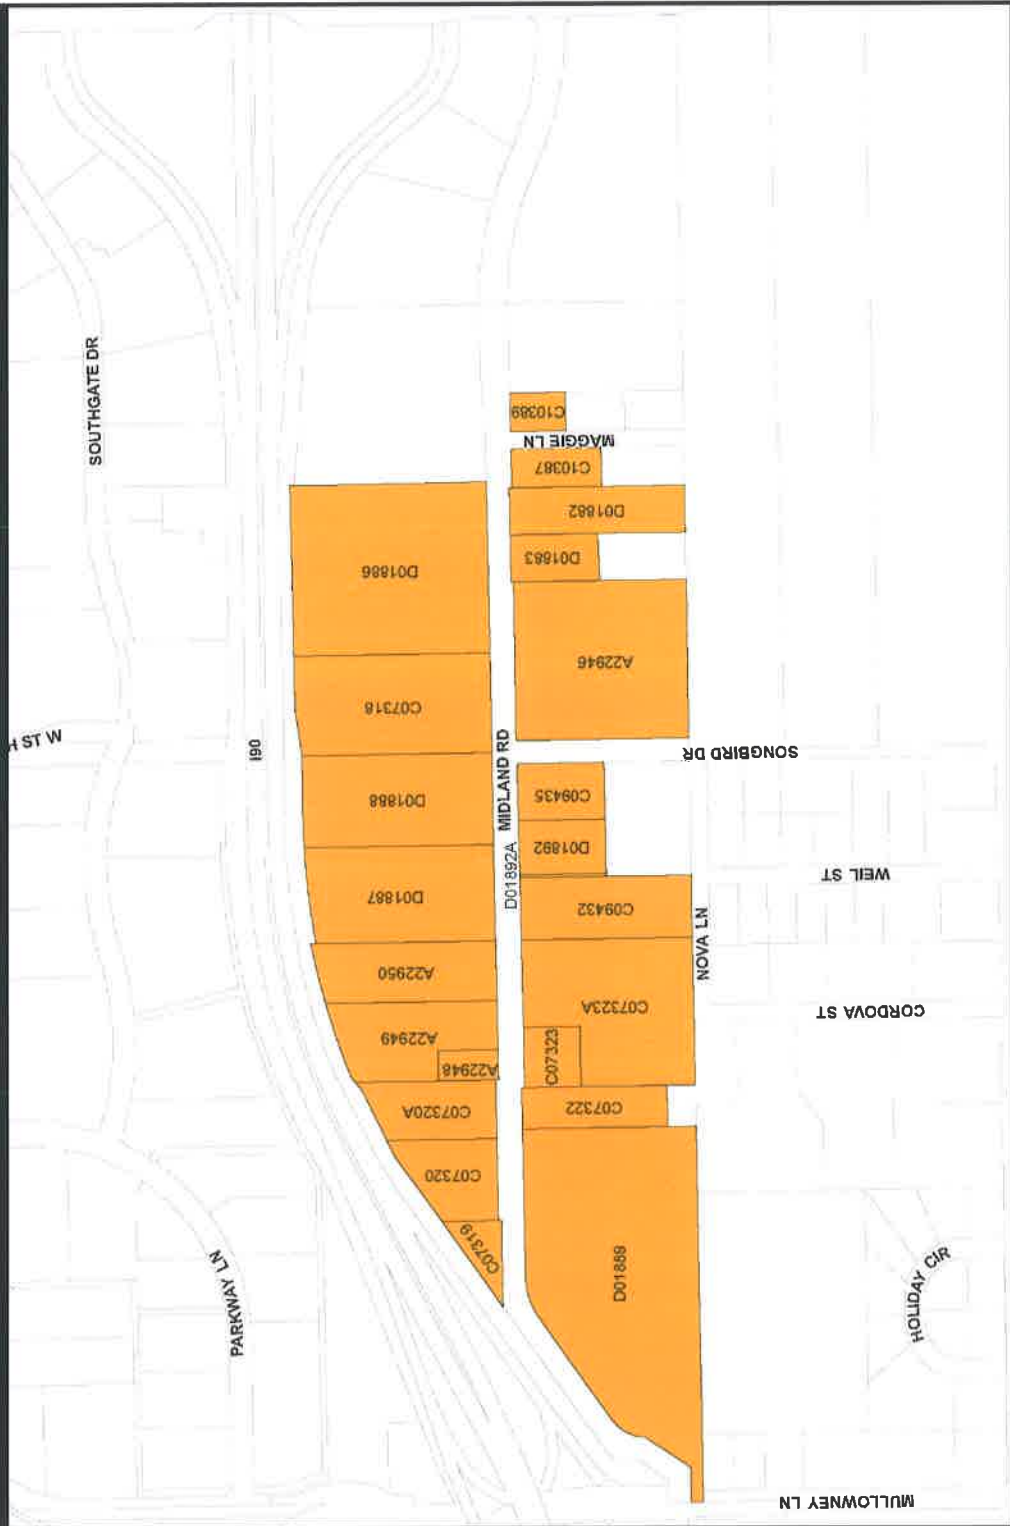 SOUTHGATE DR
H ST W
I90
C10389
MAGGIE LN
C10387
D01882
D01883
D01886
A22946
C07318
SONGBIRD DR
MIDLAND RD
D01888
C09435
D01892
D01892A
WEIL ST
D01887
C09432
NOVA LN
A22950
C07323A
CORDOVA ST
A22949
C07323
A22948
C07320A
C07322
C07320
C07319
D01889
PARKWAY LN
HOLIDAY CIR
MULLOWNEY LN